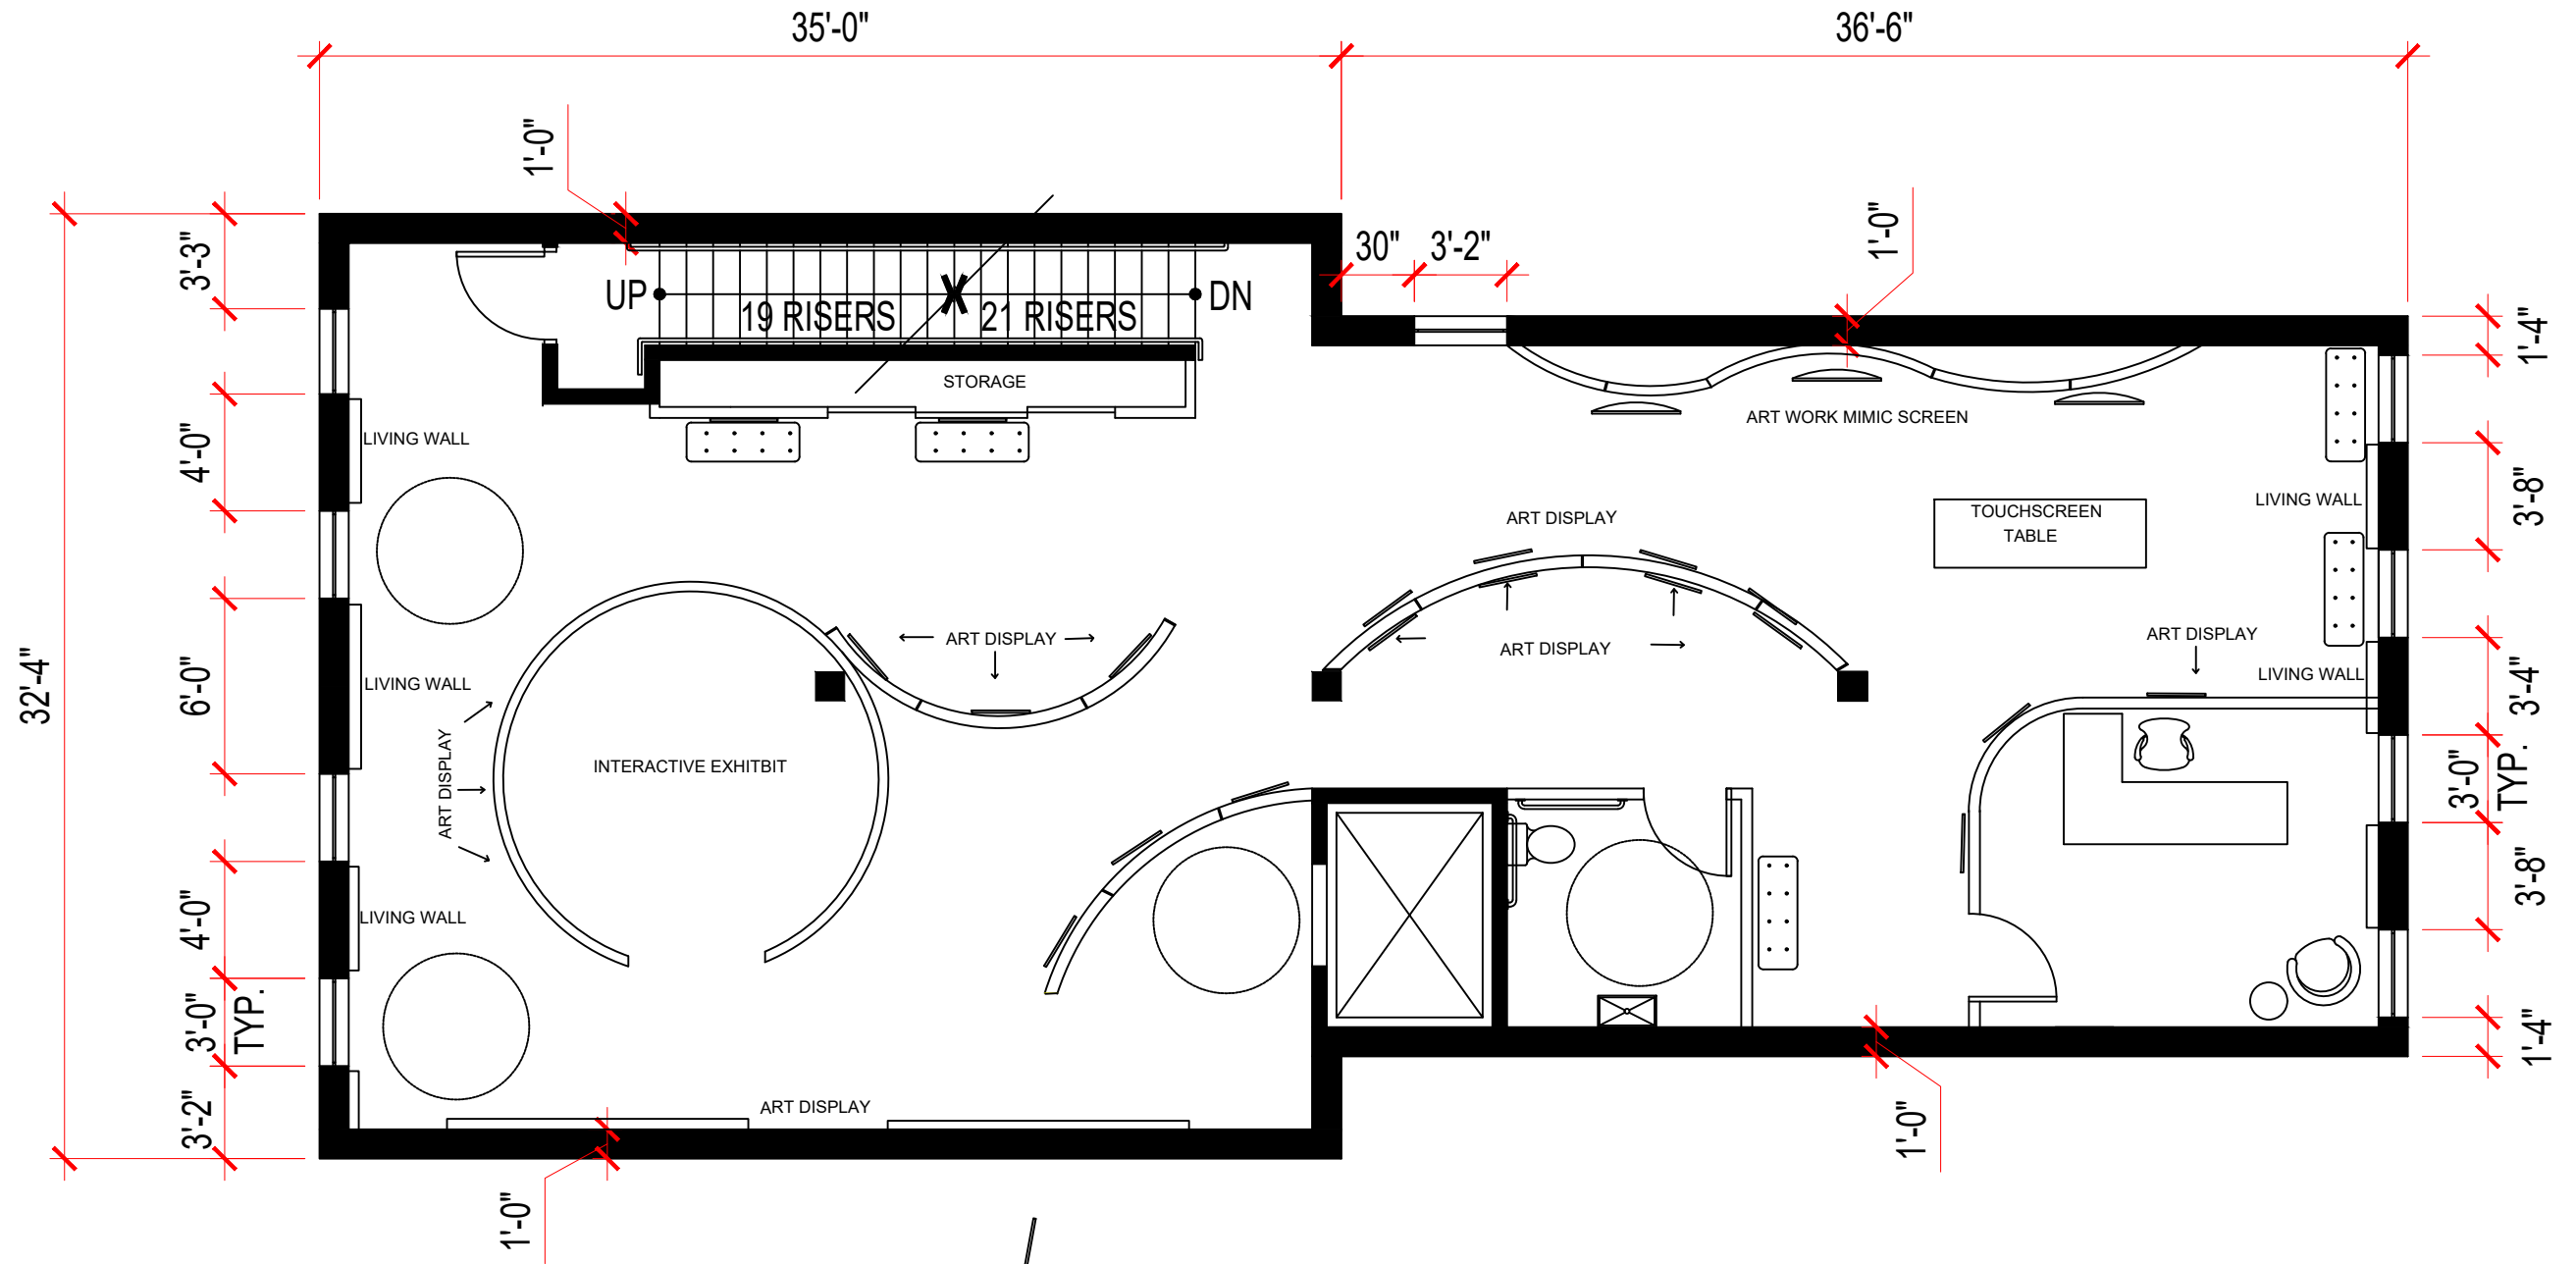 35'-0"
36'-6"
1'-0"
1'-0"
30"
3'-2"
3'-3"
UP
DN
19 RISERS
21 RISERS
1'-4"
STORAGE
ART WORK MIMIC SCREEN
LIVING WALL
4'-0"
LIVING WALL
3'-8"
ART DISPLAY
TOUCHSCREEN
TABLE
32'-4"
6'-0"
LIVING WALL
ART DISPLAY
ART DISPLAY
ART DISPLAY
LIVING WALL
3'-4"
ART DISPLAY
INTERACTIVE EXHITBIT
3'-0"
TYP.
4'-0"
LIVING WALL
3'-8"
3'-0"
TYP.
1'-4"
3'-2"
ART DISPLAY
1'-0"
1'-0"